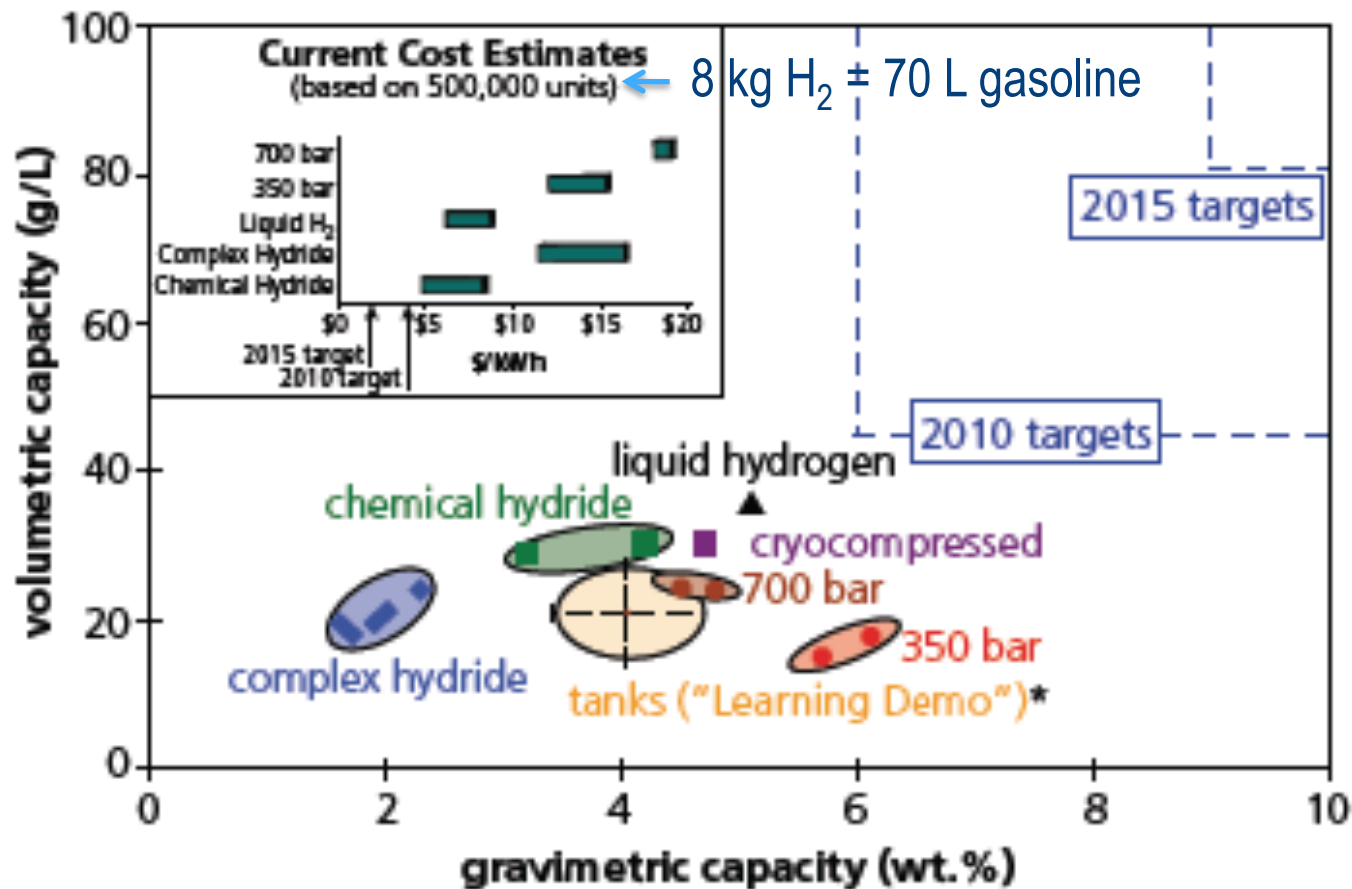 100
80
60
40
20
0
volumetric capacity (g/L)
Current Cost Estimates
(based on 500,000 units)
8 kg H₂ = 70 L gasoline
700 bar
350 bar
Liquid H₂
Complex Hydride
Chemical Hydride
$0 $5 $10 $15 $20
2015 target
$/kWh
2010 target
2015 targets
2010 targets
liquid hydrogen
chemical hydride
cryocompressed
700 bar
350 bar
complex hydride
tanks ("Learning Demo")*
0 2 4 6 8 10
gravimetric capacity (wt.%)